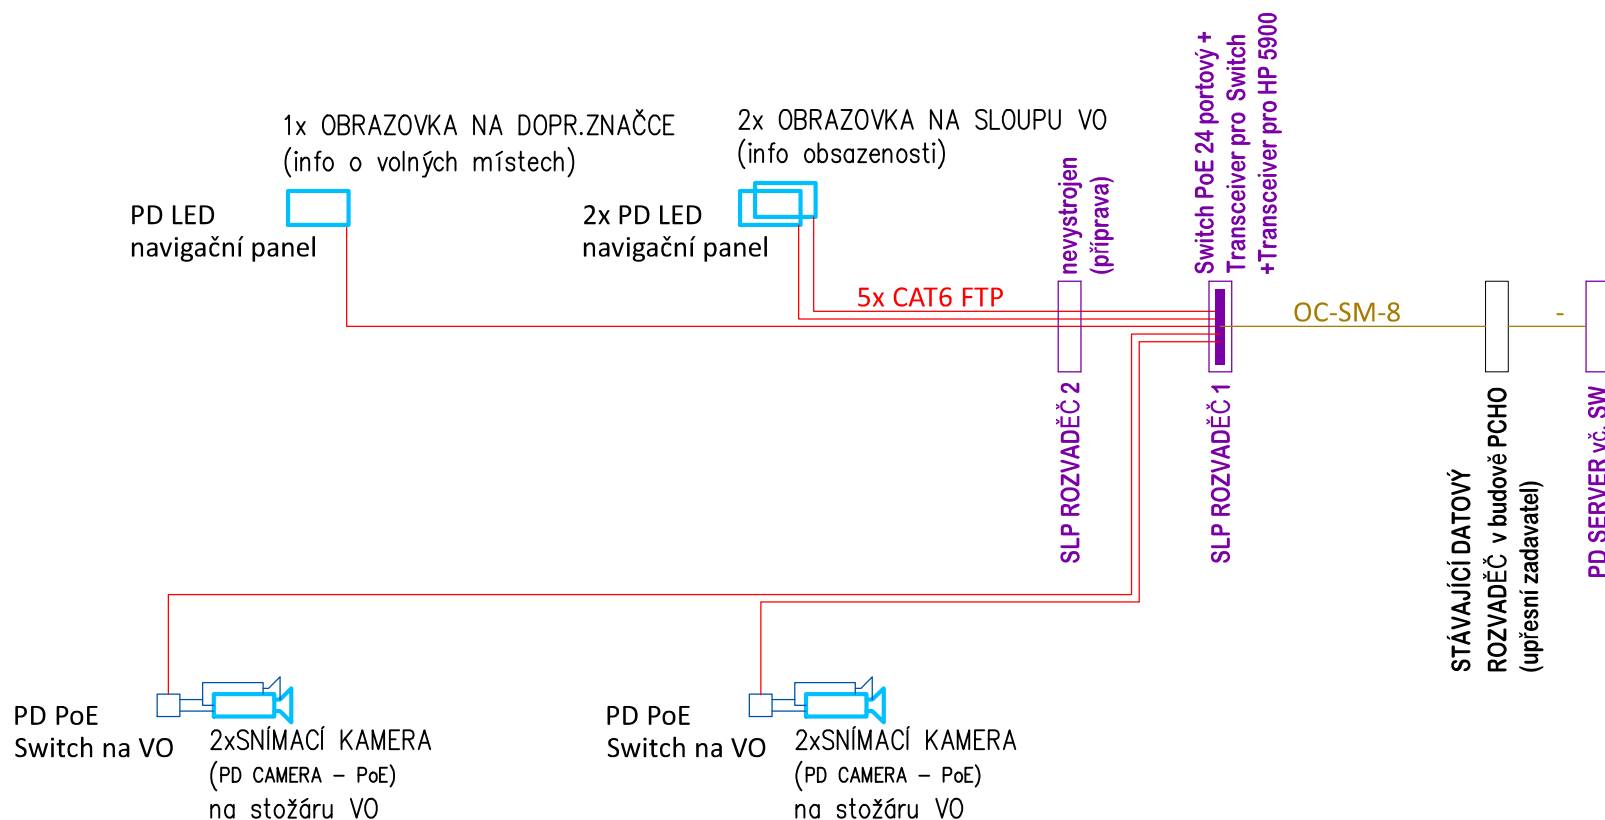 1x OBRAZOVKA NA DOPR.ZNAČCE
(info o volných místech)
PD LED
navigační panel
2x OBRAZOVKA NA SLOUPU VO
(info obsazenosti)
2x PD LED
navigační panel
5x CAT6 FTP
nevystrojen
(příprava)
SLP ROZVADĚČ 2
Switch PoE 24 portový +
Transceiver pro Switch
+Transceiver pro HP 5900
SLP ROZVADĚČ 1
OC-SM-8
-
STÁVAJÍCÍ DATOVÝ
ROZVADĚČ v budově PCHO
(upřesní zadavatel)
PD SERVER vč. SW
PD PoE
Switch na VO
2xSNÍMACÍ KAMERA
(PD CAMERA – PoE)
na stožáru VO
PD PoE
Switch na VO
2xSNÍMACÍ KAMERA
(PD CAMERA – PoE)
na stožáru VO